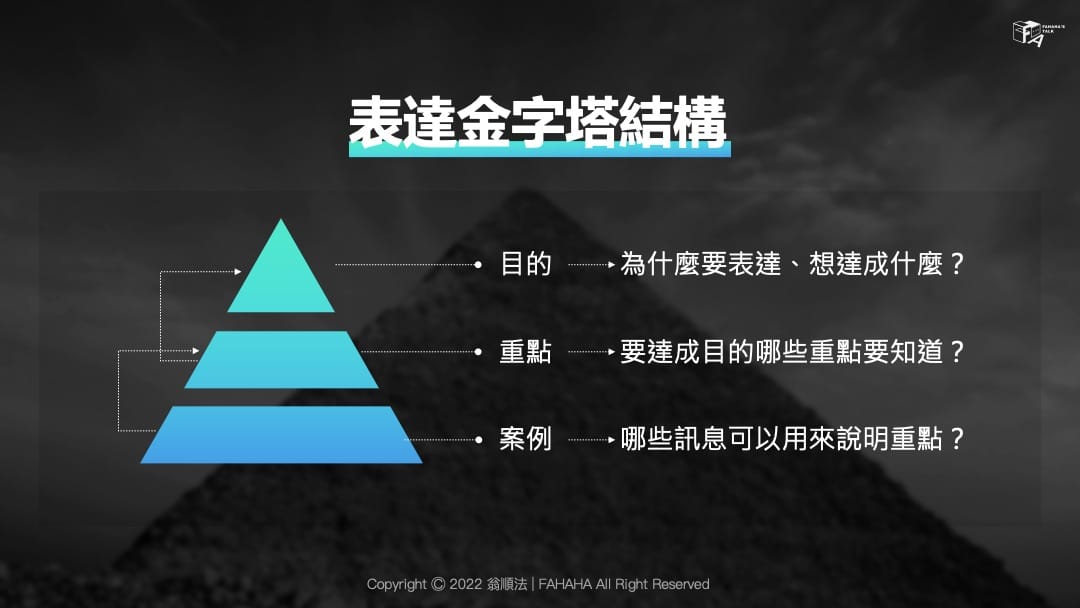 FAHAHA'S
TALK
FA
表達金字塔結構
目的 為什麼要表達、想達成什麼？
重點 要達成目的哪些重點要知道？
案例 哪些訊息可以用來說明重點？
Copyright © 2022 翁順法 | FAHAHA All Right Reserved